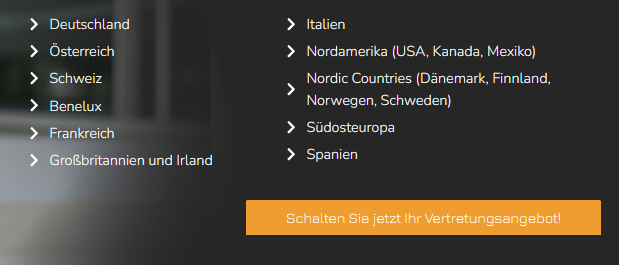 Deutschland
Österreich
Schweiz
Benelux
Frankreich
Großbritannien und Irland
Italien
Nordamerika (USA, Kanada, Mexiko)
Nordic Countries (Dänemark, Finnland,
Norwegen, Schweden)
Südosteuropa
Spanien
Schalten Sie jetzt Ihr Vertretungsangebot!